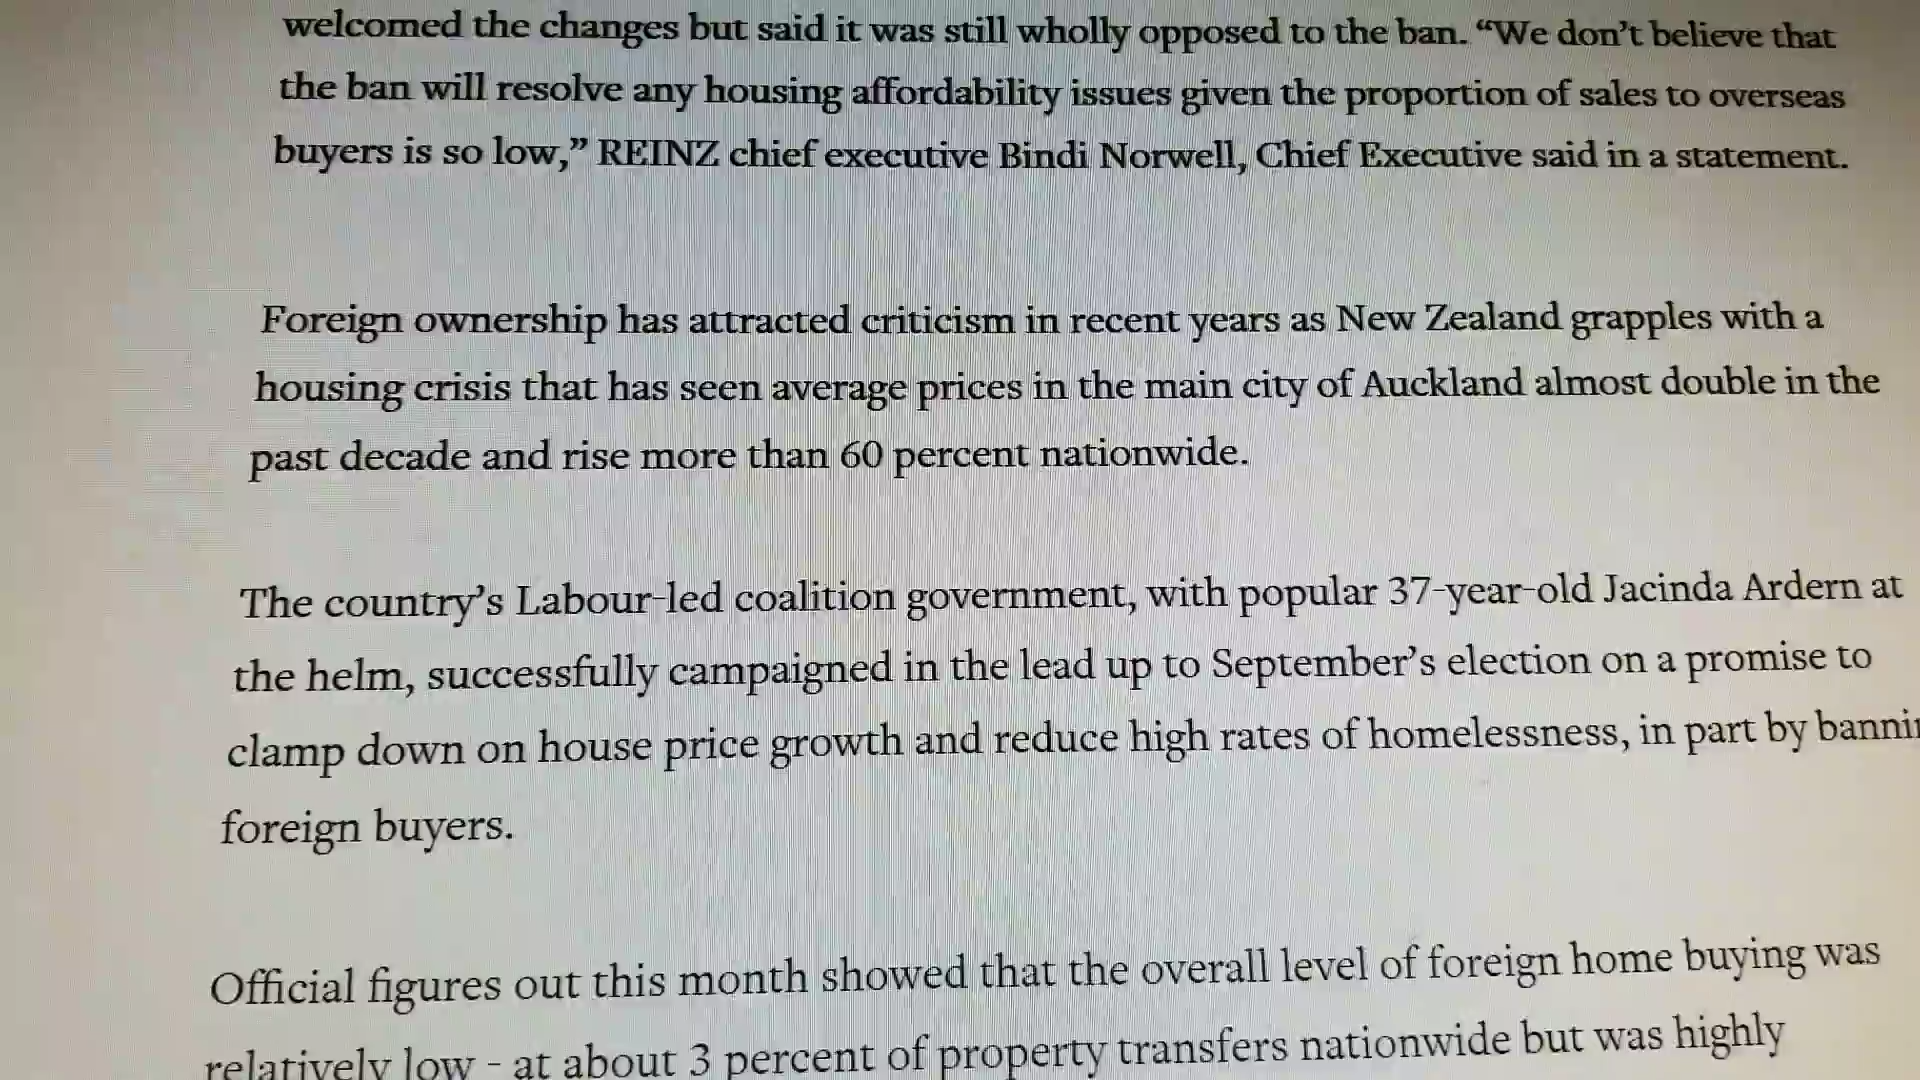 welcomed the changes but said it was still wholly opposed to the ban. “We don’t believe that
the ban will resolve any housing affordability issues given the proportion of sales to overseas
buyers is so low,” REINZ chief executive Bindi Norwell, Chief Executive said in a statement.
Foreign ownership has attracted criticism in recent years as New Zealand grapples with a
housing crisis that has seen average prices in the main city of Auckland almost double in the
past decade and rise more than 60 percent nationwide.
The country’s Labour-led coalition government, with popular 37-year-old Jacinda Ardern at
the helm, successfully campaigned in the lead up to September’s election on a promise to
clamp down on house price growth and reduce high rates of homelessness, in part by bannin
foreign buyers.
Official figures out this month showed that the overall level of foreign home buying was
relatively low - at about 3 percent of property transfers nationwide but was highly